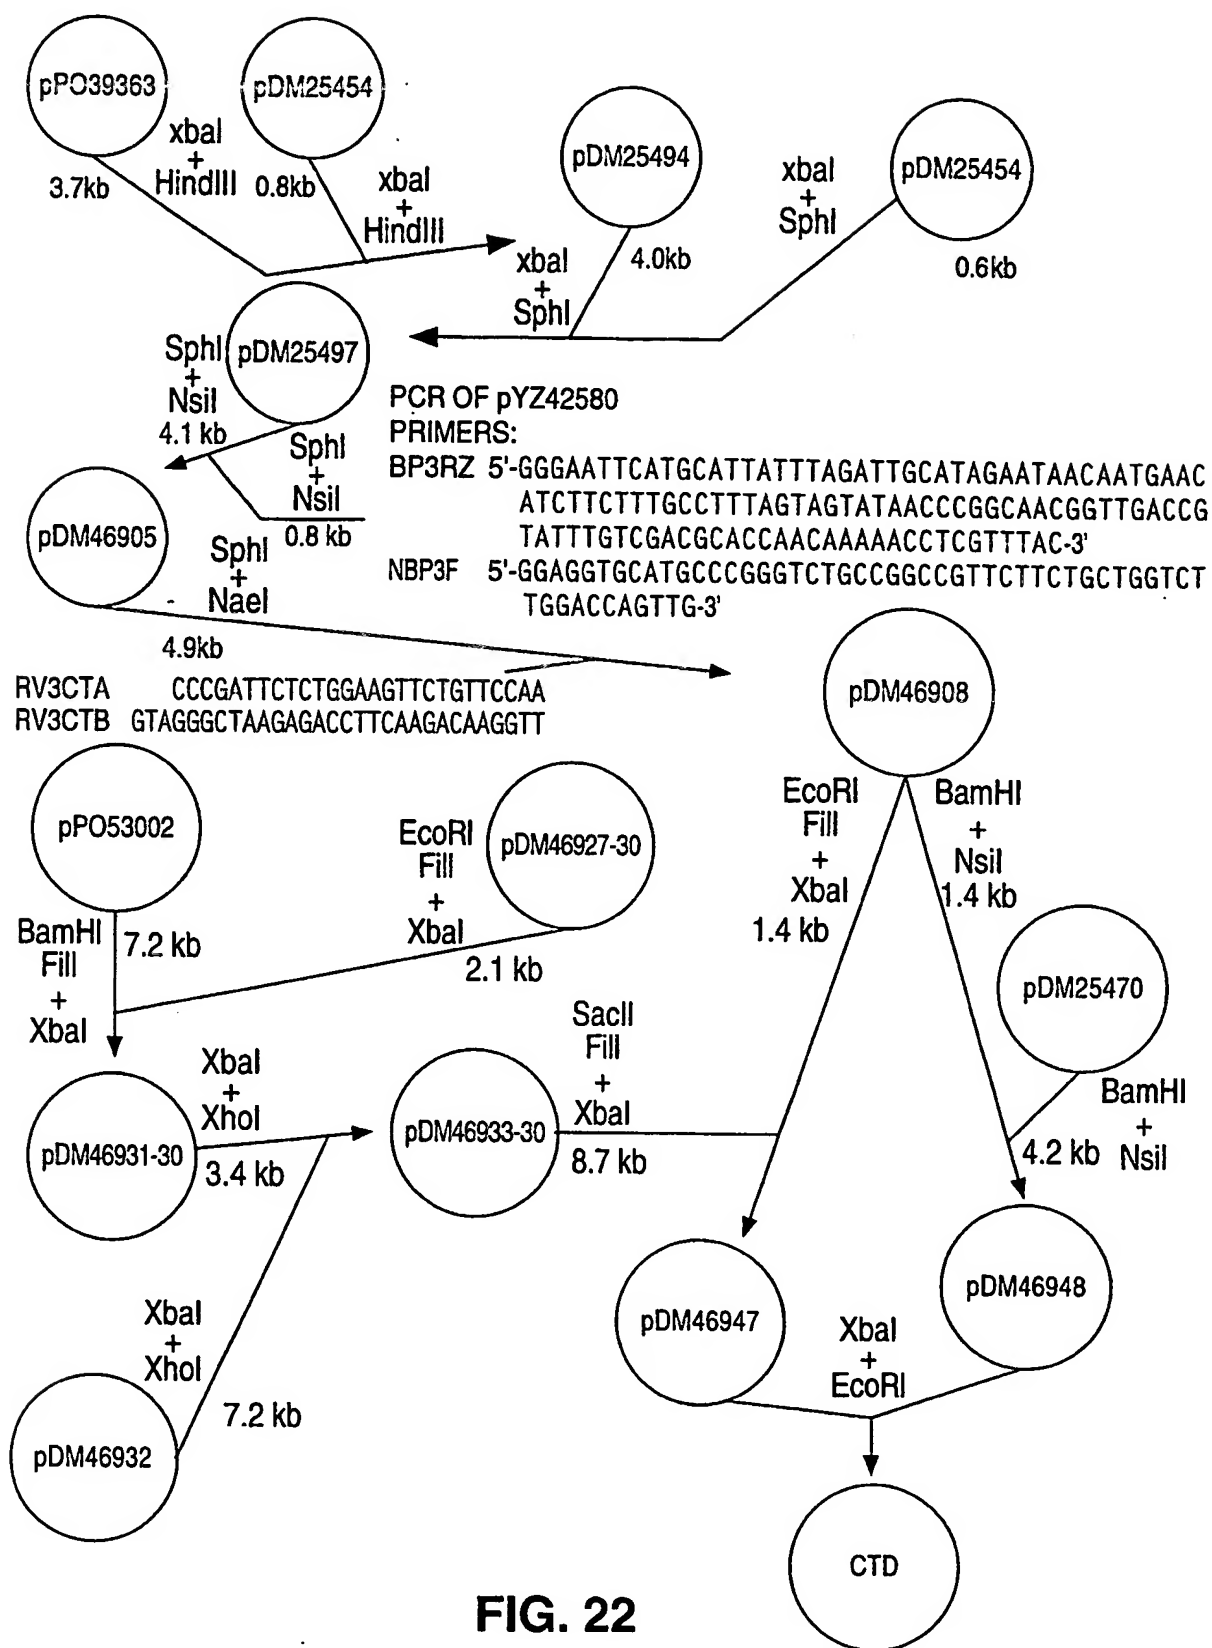 pPO39363
pDM25454
xbaI
+
HindIII
3.7kb
0.8kb
xbaI
+
HindIII
pDM25494
xbaI
+
SphI
pDM25454
4.0kb
0.6kb
xbaI
+
SphI
SphI
+
NsiI
pDM25497
4.1 kb
SphI
+
NsiI
0.8 kb
PCR OF pYZ42580
PRIMERS:
BP3RZ 5'-GGGAATTCATGCATTATTTAGATTGCATAGAATAACAATGAAC
ATCTTCTTTGCCTTTAGTAGTATAACCCGGCAACGGTTGACCG
TATTTGTCGACGCACCAACAAAAACCTCGTTTAC-3'
NBP3F 5'-GGAGGTGCATGCCCGGGTCTGCCGGCCGTTCTTCTGCTGGTCT
TGGACCAGTTG-3'
pDM46905
SphI
+
NaeI
4.9kb
RV3CTA CCCGATTCTCTGGAAGTTCTGTTCCAA
RV3CTB GTAGGGCTAAGAGACCTTCAAGACAAGGTT
pDM46908
pPO53002
EcoRI
Fill
+
XbaI
pDM46927-30
2.1 kb
BamHI
Fill
+
XbaI
7.2 kb
EcoRI
Fill
+
XbaI
1.4 kb
BamHI
+
NsiI
1.4 kb
pDM25470
BamHI
+
NsiI
4.2 kb
pDM46931-30
XbaI
+
XhoI
3.4 kb
pDM46933-30
SacII
Fill
+
XbaI
8.7 kb
XbaI
+
XhoI
7.2 kb
pDM46932
pDM46947
pDM46948
XbaI
+
EcoRI
CTD
FIG. 22